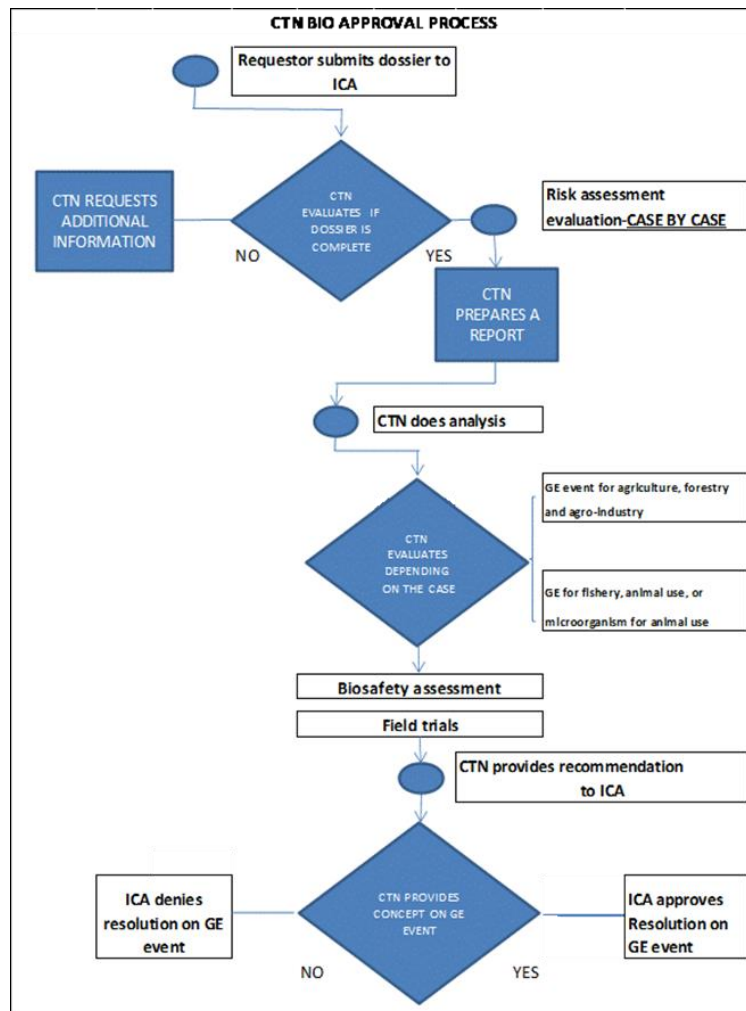 CTN BIO APPROVAL PROCESS
Requestor submits dossier to
ICA
CTN REQUESTS
ADDITIONAL
INFORMATION
CTN
EVALUATES IF
DOSSIER IS
COMPLETE
NO
YES
Risk assessment
evaluation-CASE BY CASE
CTN
PREPARES A
REPORT
CTN does analysis
CTN
EVALUATES
DEPENDING
ON THE CASE
GE event for agriculture, forestry
and agro-industry
GE for fishery, animal use, or
microorganism for animal use
Biosafety assessment
Field trials
CTN provides recommendation
to ICA
CTN PROVIDES
CONCEPT ON GE
EVENT
ICA denies
resolution on GE
event
NO
YES
ICA approves
Resolution on
GE event